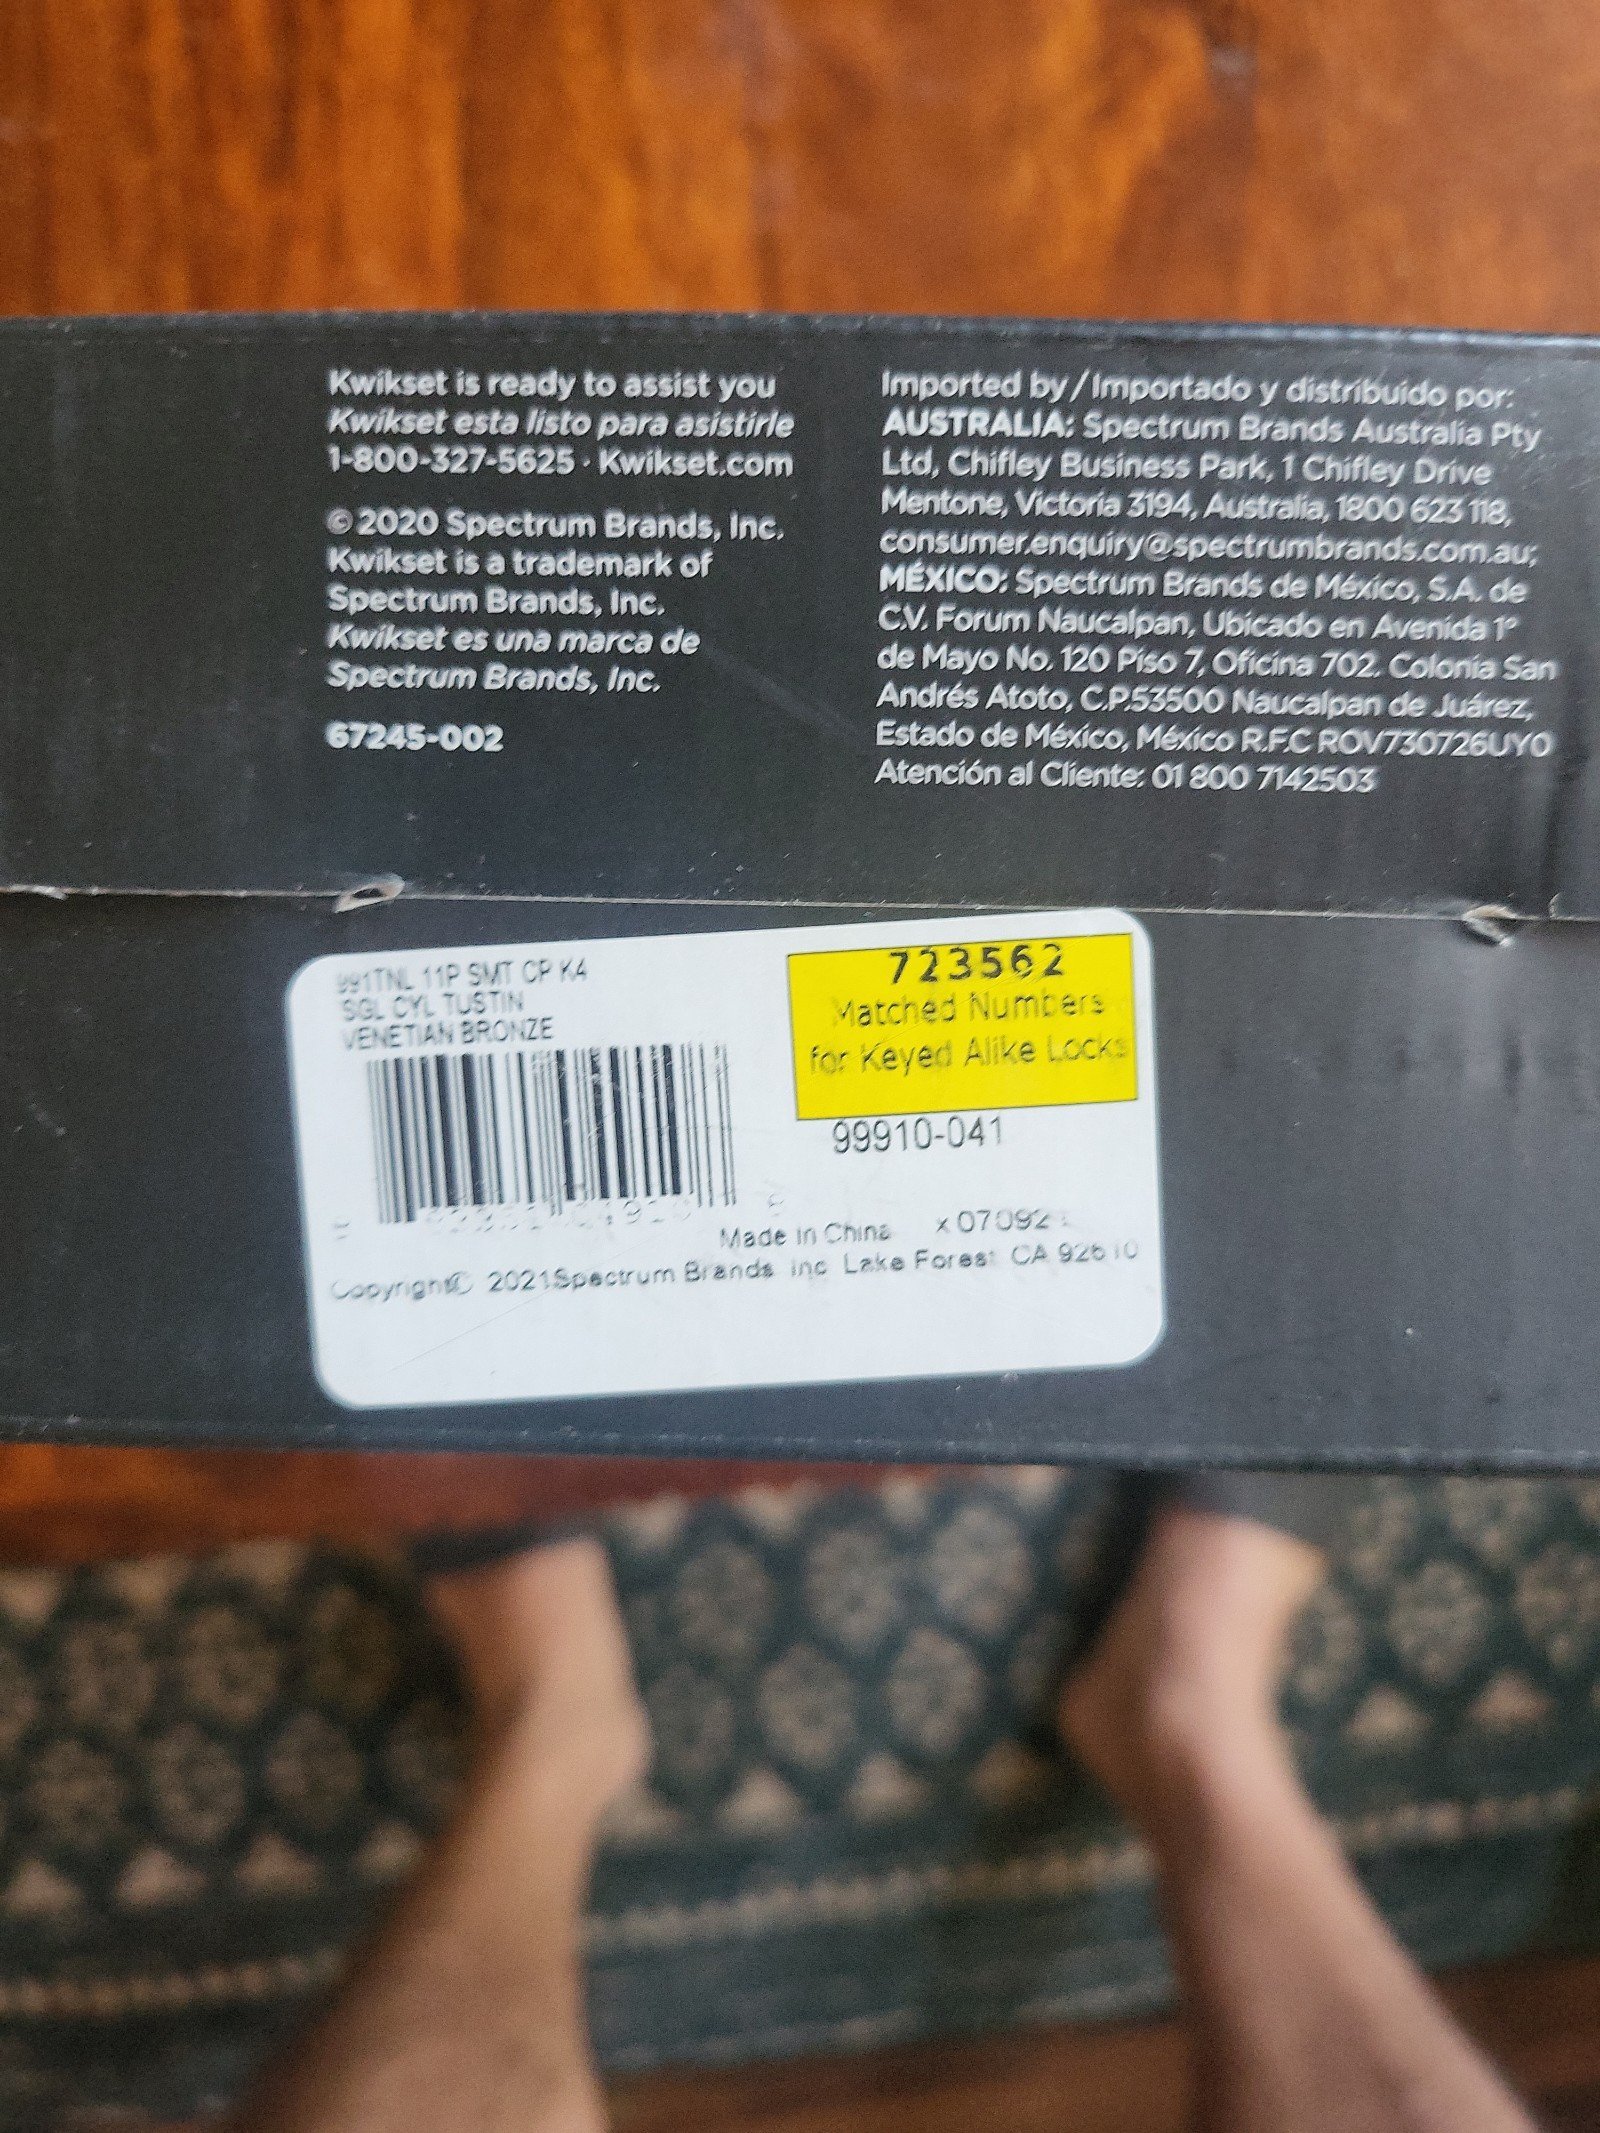 Kwikset is ready to assist you
Kwikset esta listo para asistirle
1-800-327-5625 · Kwikset.com
© 2020 Spectrum Brands, Inc.
Kwikset is a trademark of
Spectrum Brands, Inc.
Kwikset es una marca de
Spectrum Brands, Inc.
67245-002
Imported by / Importado y distribuido por:
AUSTRALIA: Spectrum Brands Australia Pty
Ltd, Chifley Business Park, 1 Chifley Drive
Mentone, Victoria 3194, Australia, 1800 623 118,
consumer.enquiry@spectrumbrands.com.au;
MÉXICO: Spectrum Brands de México, S.A. de
C.V. Forum Naucalpan, Ubicado en Avenida 1º
de Mayo No. 120 Piso 7, Oficina 702. Colonia San
Andrés Atoto, C.P.53500 Naucalpan de Juárez,
Estado de México, México R.F.C ROV730726UY0
Atención al Cliente: 01 800 7142503
991TNL 11P SMT CP K4
SGL CYL TUSTIN
VENETIAN BRONZE
723562
Matched Numbers
for Keyed Alike Locks
99910-041
Made in China
Copyright© 2021Spectrum Brands Inc Lake Forest CA 92610